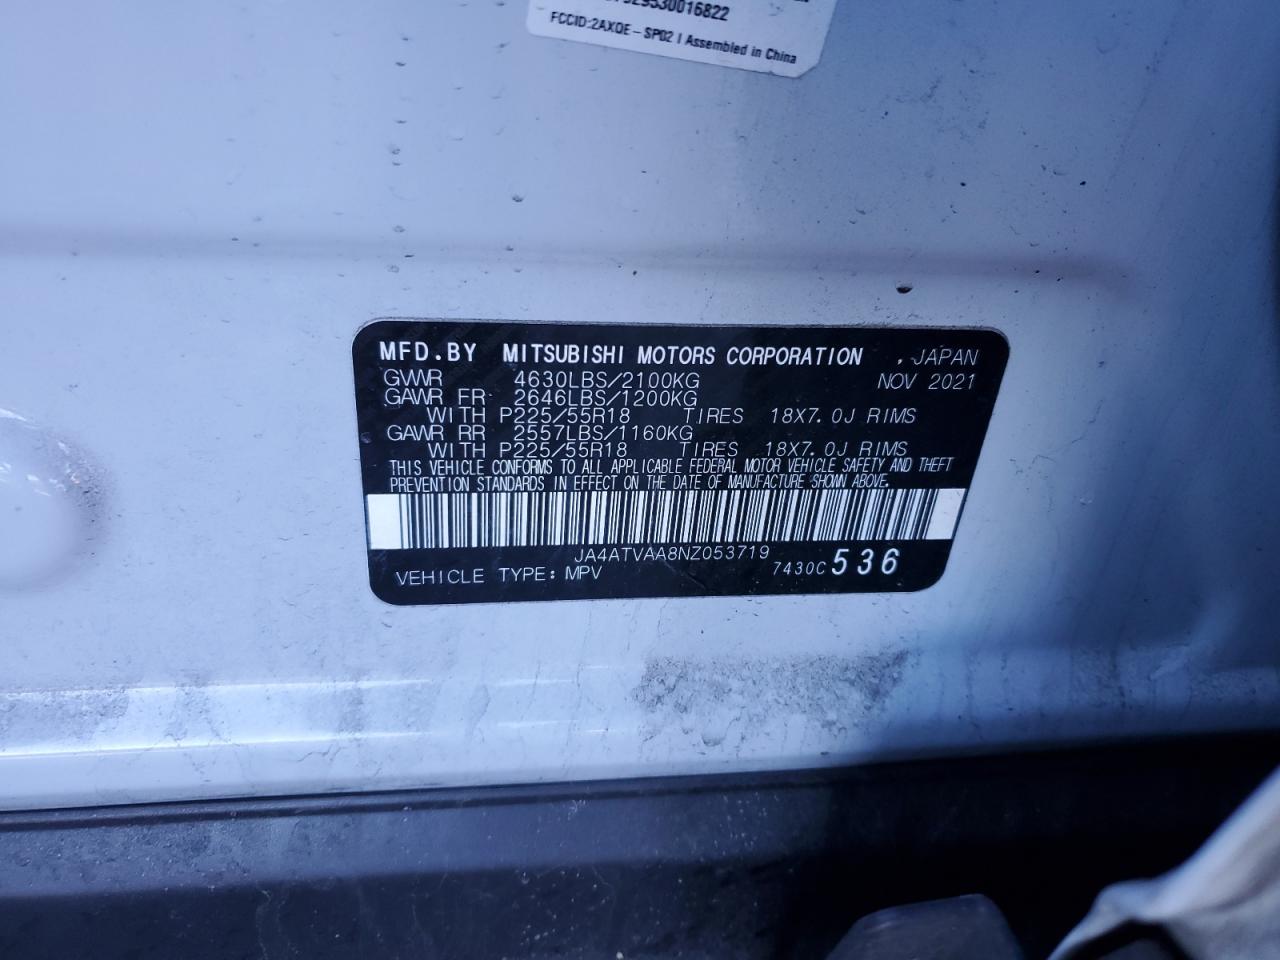 29530016822
FCCID:2AXQE-SP02 | Assembled in China
MFD.BY MITSUBISHI MOTORS CORPORATION , JAPAN
GVWR 4630LBS/2100KG NOV 2021
GAWR FR 2646LBS/1200KG
WITH P225/55R18 TIRES 18X7.0J RIMS
GAWR RR 2557LBS/1160KG
WITH P225/55R18 TIRES 18X7.0J RIMS
THIS VEHICLE CONFORMS TO ALL APPLICABLE FEDERAL MOTOR VEHICLE SAFETY AND THEFT
PREVENTION STANDARDS IN EFFECT ON THE DATE OF MANUFACTURE SHOWN ABOVE.
JA4ATVAA8NZ053719
VEHICLE TYPE: MPV 7430C 536